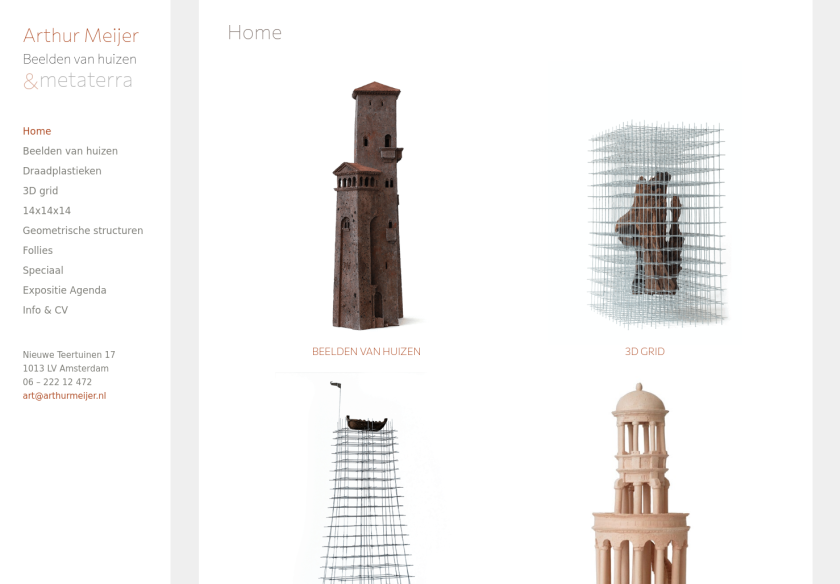 Arthur Meijer
Beelden van huizen
&metaterra
Home
Beelden van huizen
Draadplastieken
3D grid
14x14x14
Geometrische structuren
Follies
Speciaal
Expositie Agenda
Info & CV
Nieuwe Teertuinen 17
1013 LV Amsterdam
06 – 222 12 472
art@arthurmeijer.nl
Home
BEELDEN VAN HUIZEN
3D GRID